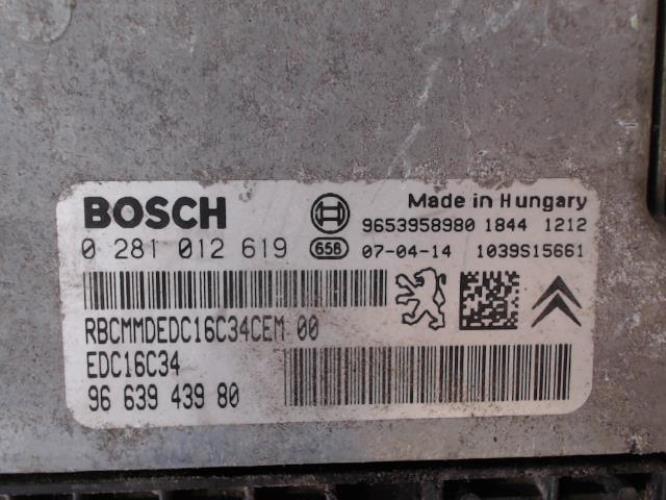 BOSCH
Made in Hungary
9653958980 1844 1212
0 281 012 619 656 07-04-14 1039S15661
RBCMMDEDC16C34CEM 00
EDC16C34
96 639 439 80